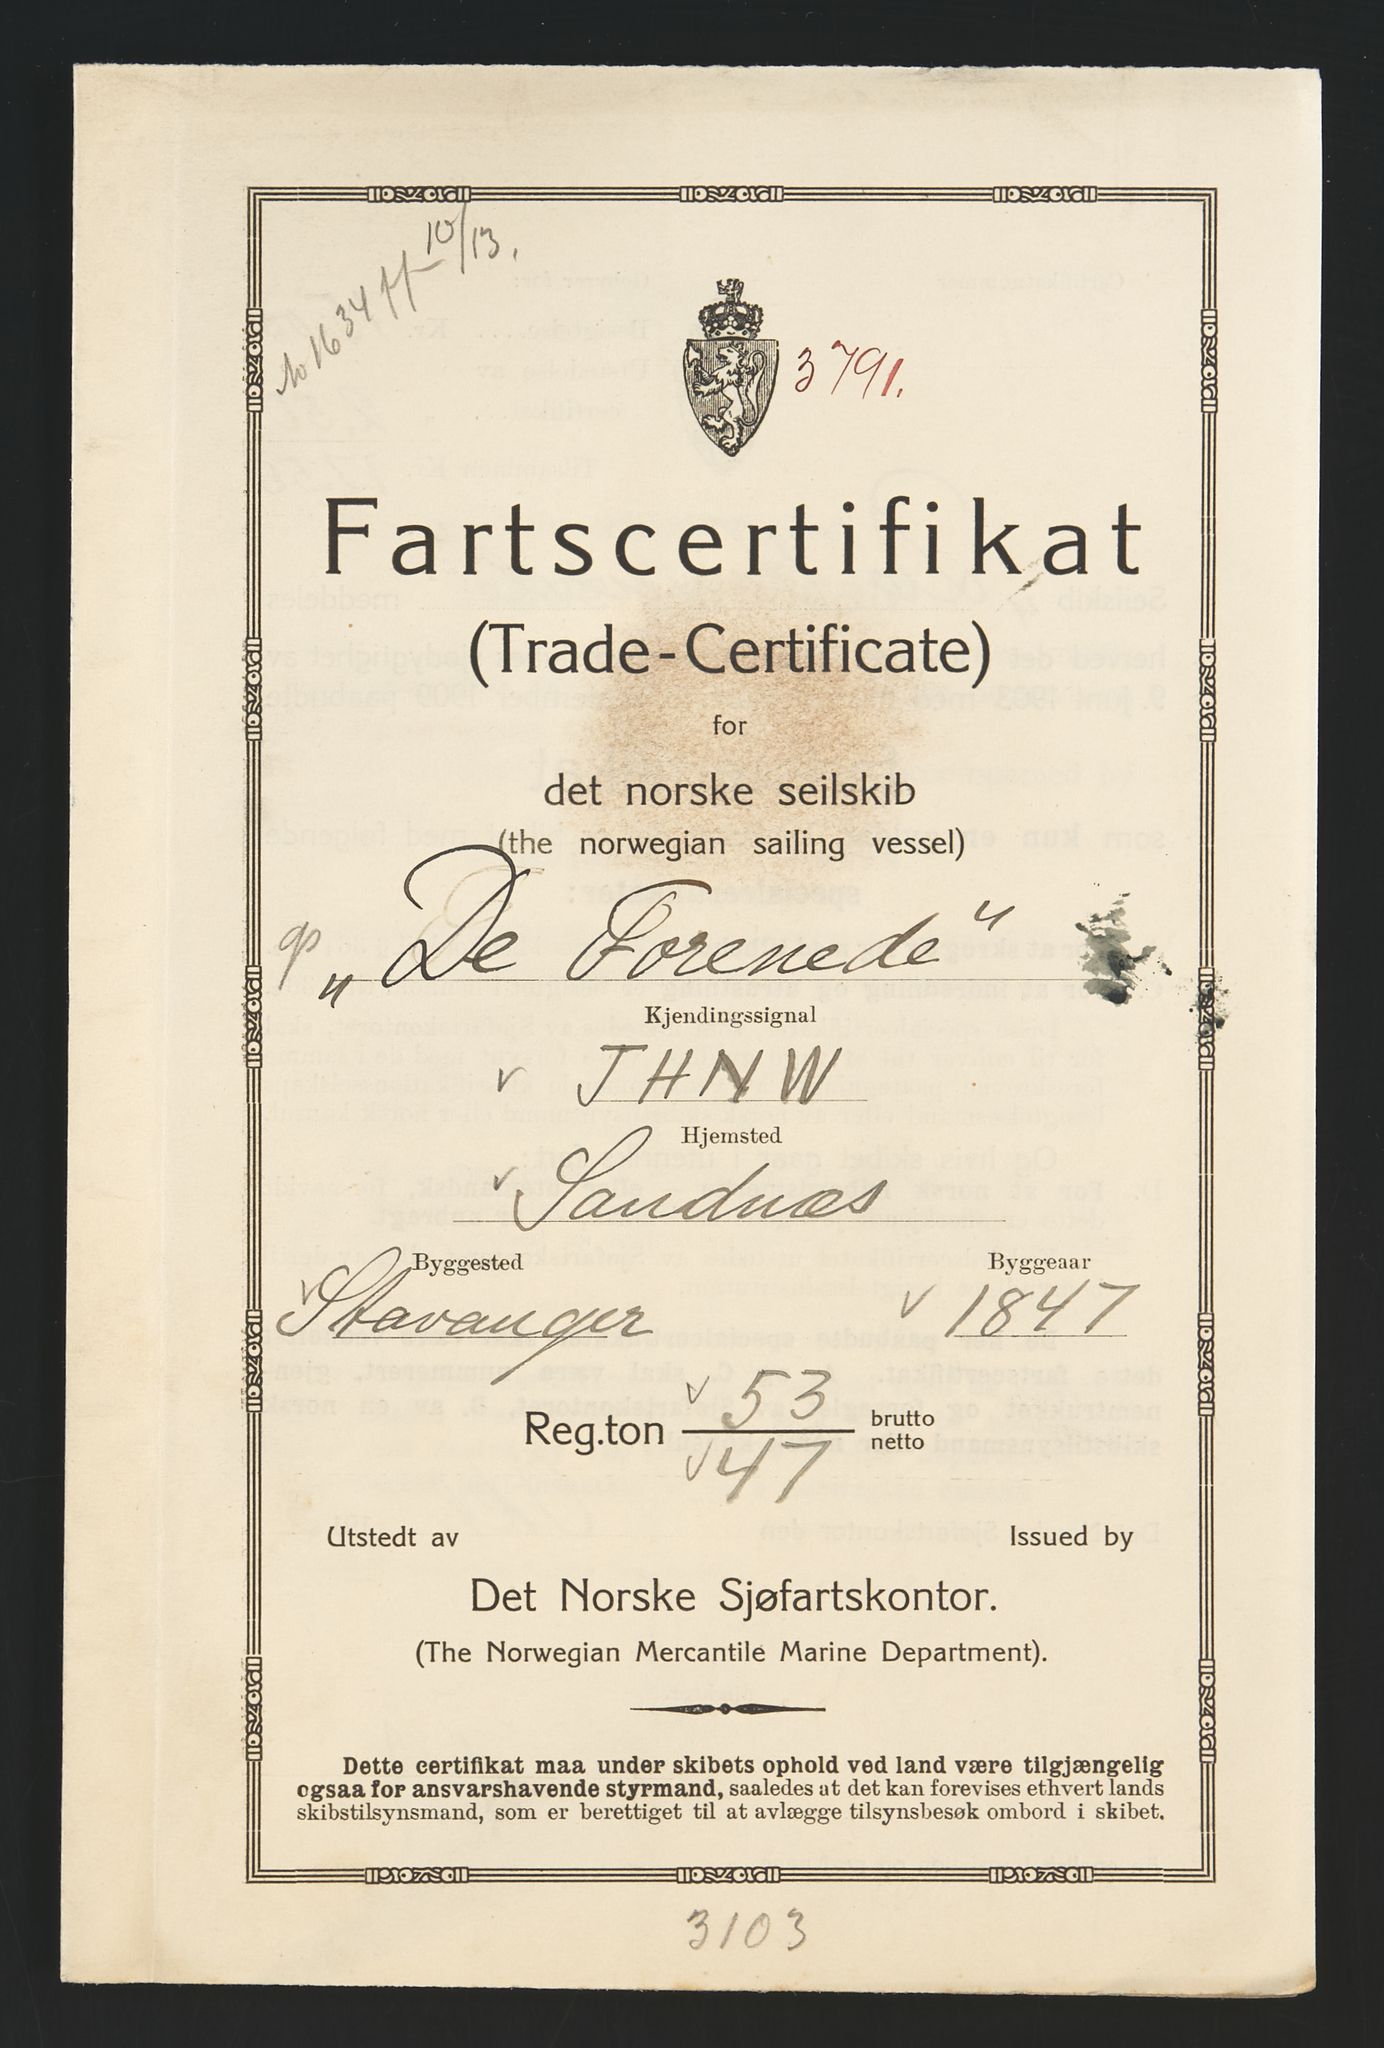 No 1634 ff 10/13.
3791.
Fartscertifikat
(Trade-Certificate)
for
det norske seilskib
(the norwegian sailing vessel)
„De Forenede"
Kjendingssignal
v JHNW
Hjemsted
v Sandnæs
Byggested Byggeaar
v Stavanger v 1847
v 53
Reg.ton brutto
netto
v 47
Utstedt av Issued by
Det Norske Sjøfartskontor.
(The Norwegian Mercantile Marine Department).
Dette certifikat maa under skibets ophold ved land være tilgjængelig
ogsaa for ansvarshavende styrmand, saaledes at det kan forevises ethvert lands
skibstilsynsmand, som er berettiget til at avlægge tilsynsbesøk ombord i skibet.
3103